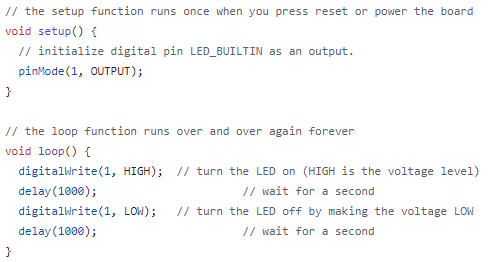 // the setup function runs once when you press reset or power the board
void setup() {
  // initialize digital pin LED_BUILTIN as an output.
  pinMode(1, OUTPUT);
}

// the loop function runs over and over again forever
void loop() {
  digitalWrite(1, HIGH);  // turn the LED on (HIGH is the voltage level)
  delay(1000);                      // wait for a second
  digitalWrite(1, LOW);   // turn the LED off by making the voltage LOW
  delay(1000);                      // wait for a second
}